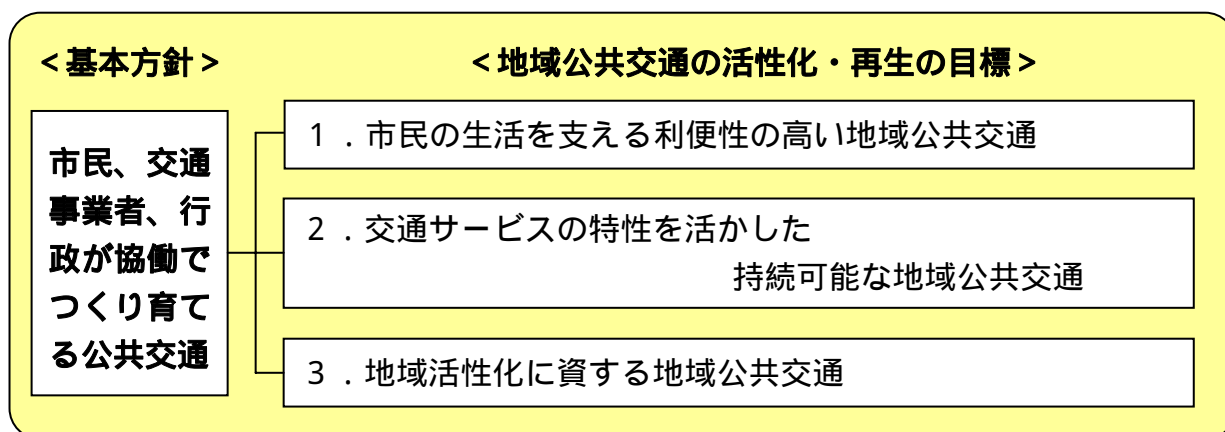 <基本方針>
<地域公共交通の活性化・再生の目標>
市民、交通
事業者、行
政が協働で
つくり育て
る公共交通
1．市民の生活を支える利便性の高い地域公共交通
2．交通サービスの特性を活かした
持続可能な地域公共交通
3．地域活性化に資する地域公共交通